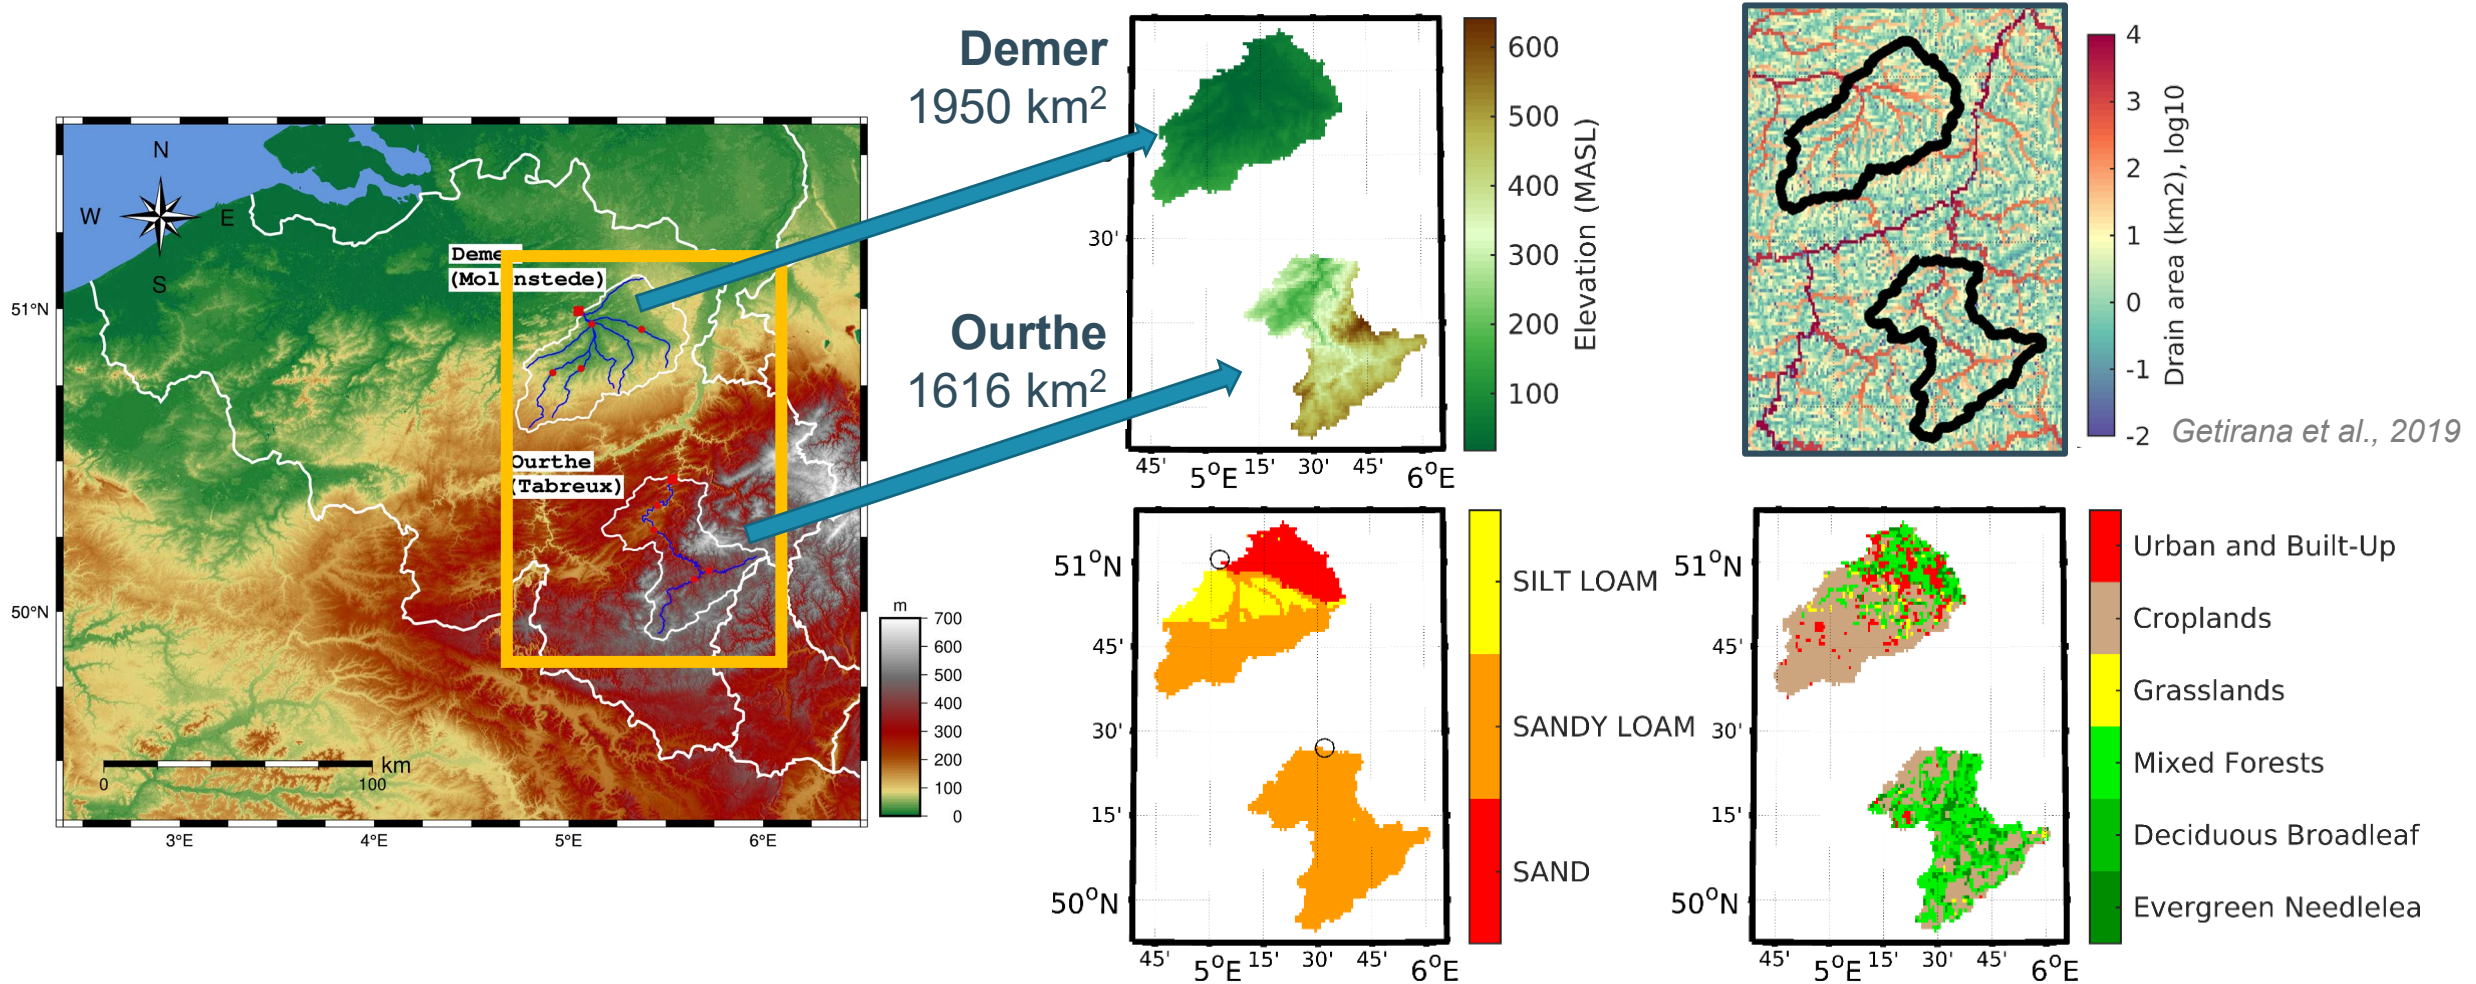 N
W
E
S
Deme
(Mol nstede)
Ourthe
(Tabreux)
51°N
50°N
3°E
4°E
5°E
6°E
0
100
km
m
700
600
500
400
300
200
100
0
Demer
1950 km²
Ourthe
1616 km²
30'
45'
5°E
15'
30'
45'
6°E
600
500
400
300
200
100
Elevation (MASL)
4
3
2
1
0
-1
-2
Drain area (km2), log10
Getirana et al., 2019
51°N
45'
30'
15'
50°N
45'
5°E
15'
30'
45'
6°E
SILT LOAM
SANDY LOAM
SAND
51°N
45'
30'
15'
50°N
45'
5°E
15'
30'
45'
6°E
Urban and Built-Up
Croplands
Grasslands
Mixed Forests
Deciduous Broadleaf
Evergreen Needlelea